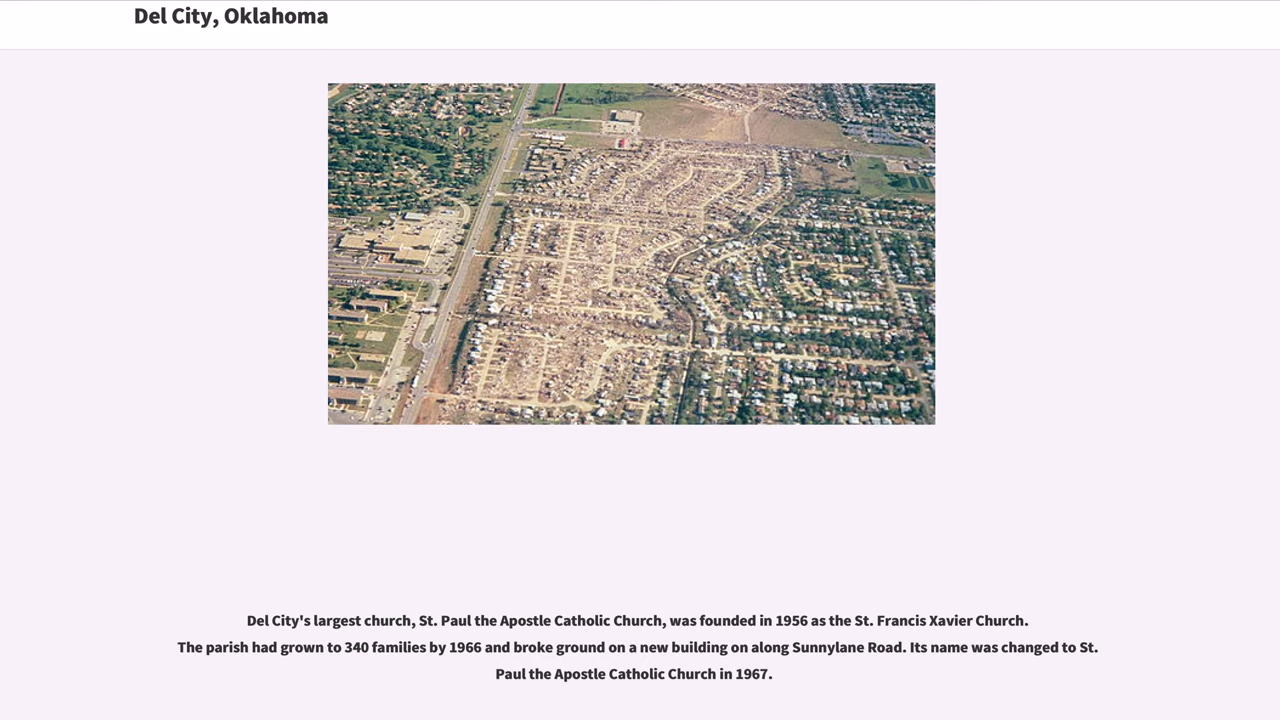 Del City, Oklahoma
Del City's largest church, St. Paul the Apostle Catholic Church, was founded in 1956 as the St. Francis Xavier Church.
The parish had grown to 340 families by 1966 and broke ground on a new building on along Sunnylane Road. Its name was changed to St.
Paul the Apostle Catholic Church in 1967.